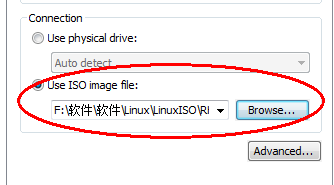 Connection
Use physical drive:
Auto detect
Use ISO image file:
F:\软件\软件\Linux\LinuxISO\R
Browse...
Advanced...